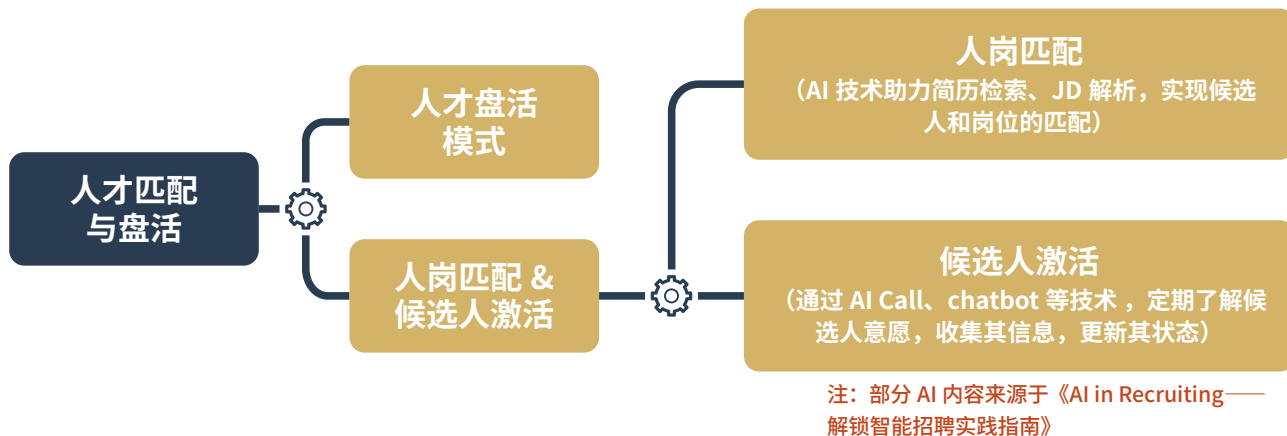 人才匹配
与盘活
人才盘活
模式
人岗匹配 &
候选人激活
人岗匹配
（AI 技术助力简历检索、JD 解析，实现候选
人和岗位的匹配）
候选人激活
（通过 AI Call、chatbot 等技术 ，定期了解候
选人意愿，收集其信息，更新其状态）
注：部分 AI 内容来源于《AI in Recruiting——
解锁智能招聘实践指南》